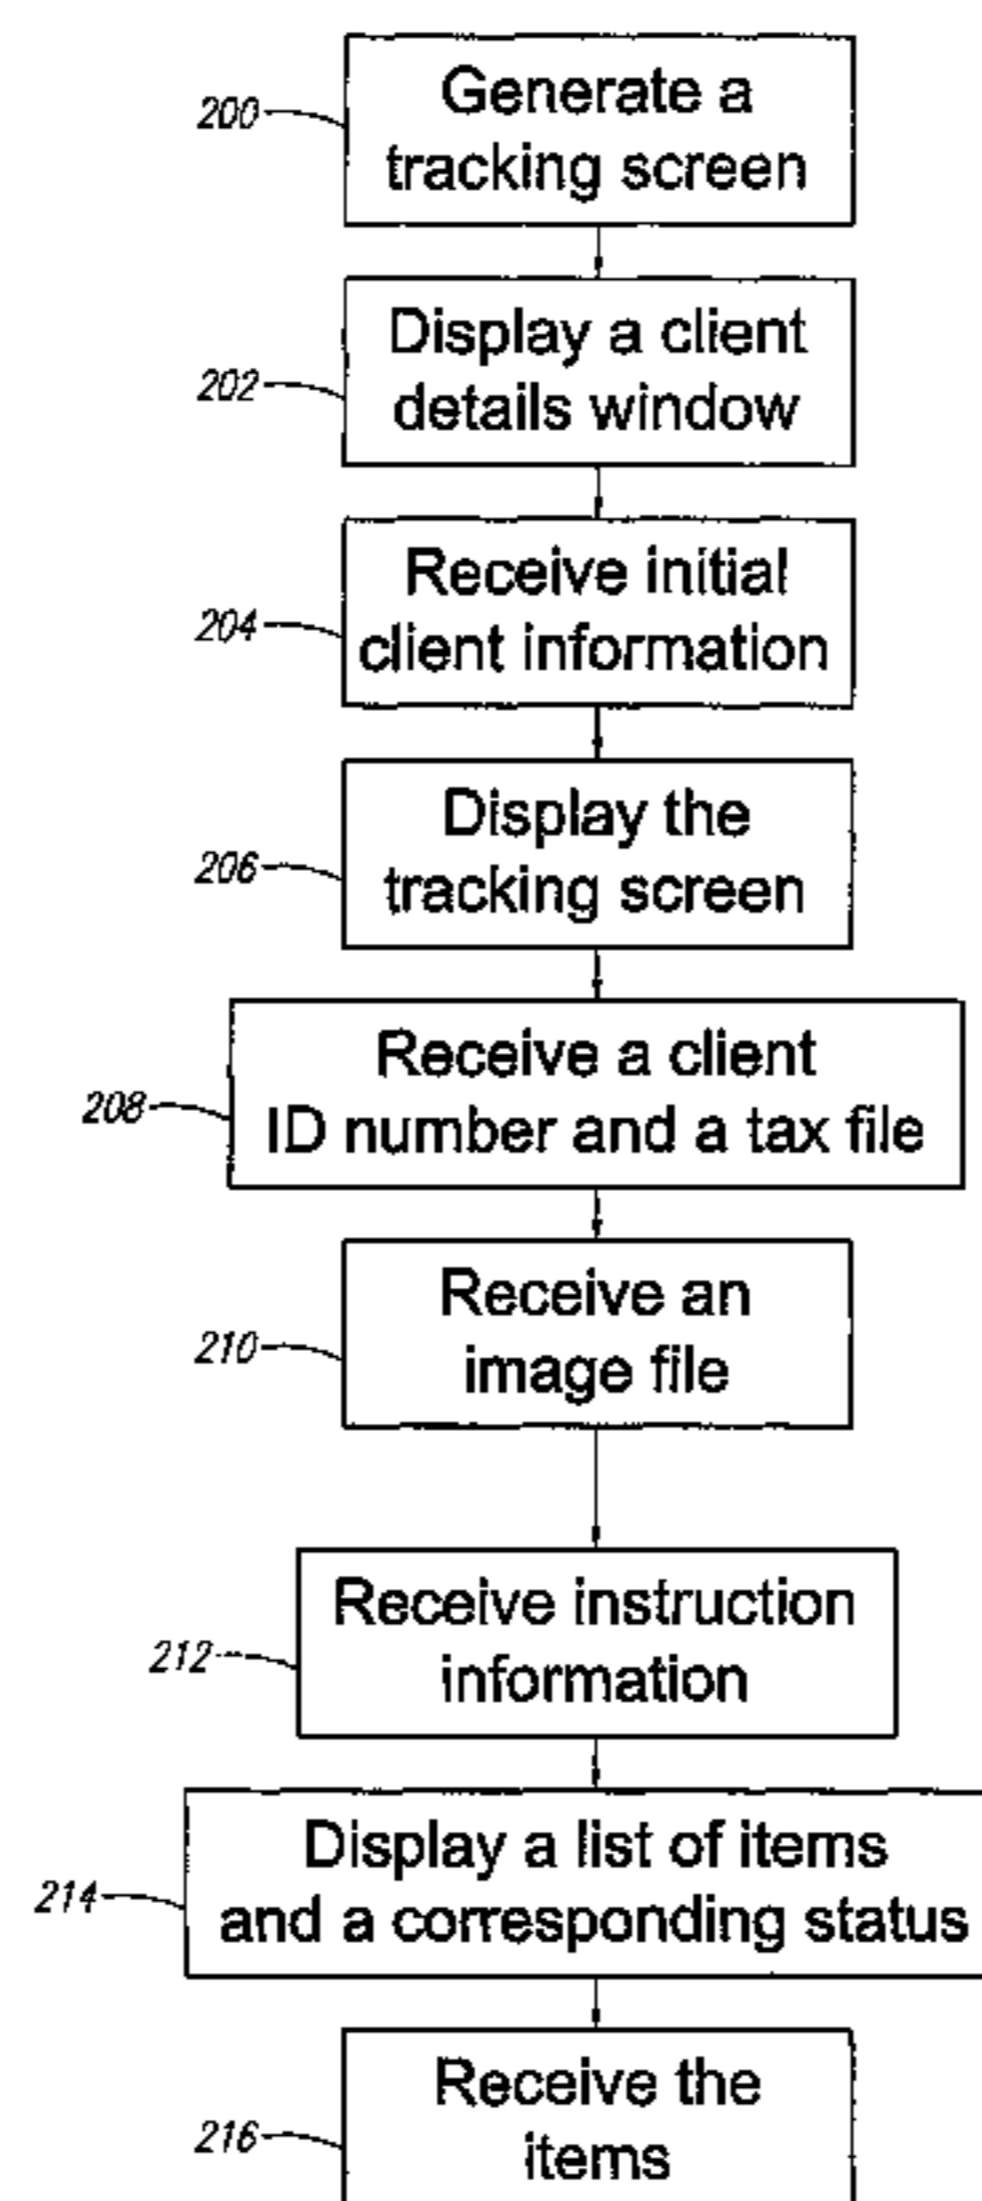 200
Generate a
tracking screen
202
Display a client
details window
204
Receive initial
client information
206
Display the
tracking screen
208
Receive a client
ID number and a tax file
210
Receive an
image file
212
Receive instruction
information
214
Display a list of items
and a corresponding status
216
Receive the
items